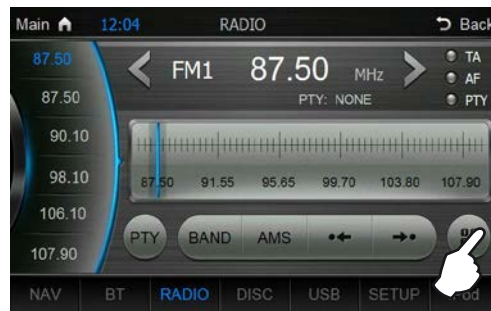 Main 12:04 RADIO Back
87.50
87.50
90.10
98.10
106.10
107.90
FM1 87.50 MHz
PTY: NONE
TA
AF
PTY
87.50 91.55 95.65 99.70 103.80 107.90
PTY BAND AMS
NAV BT RADIO DISC USB SETUP